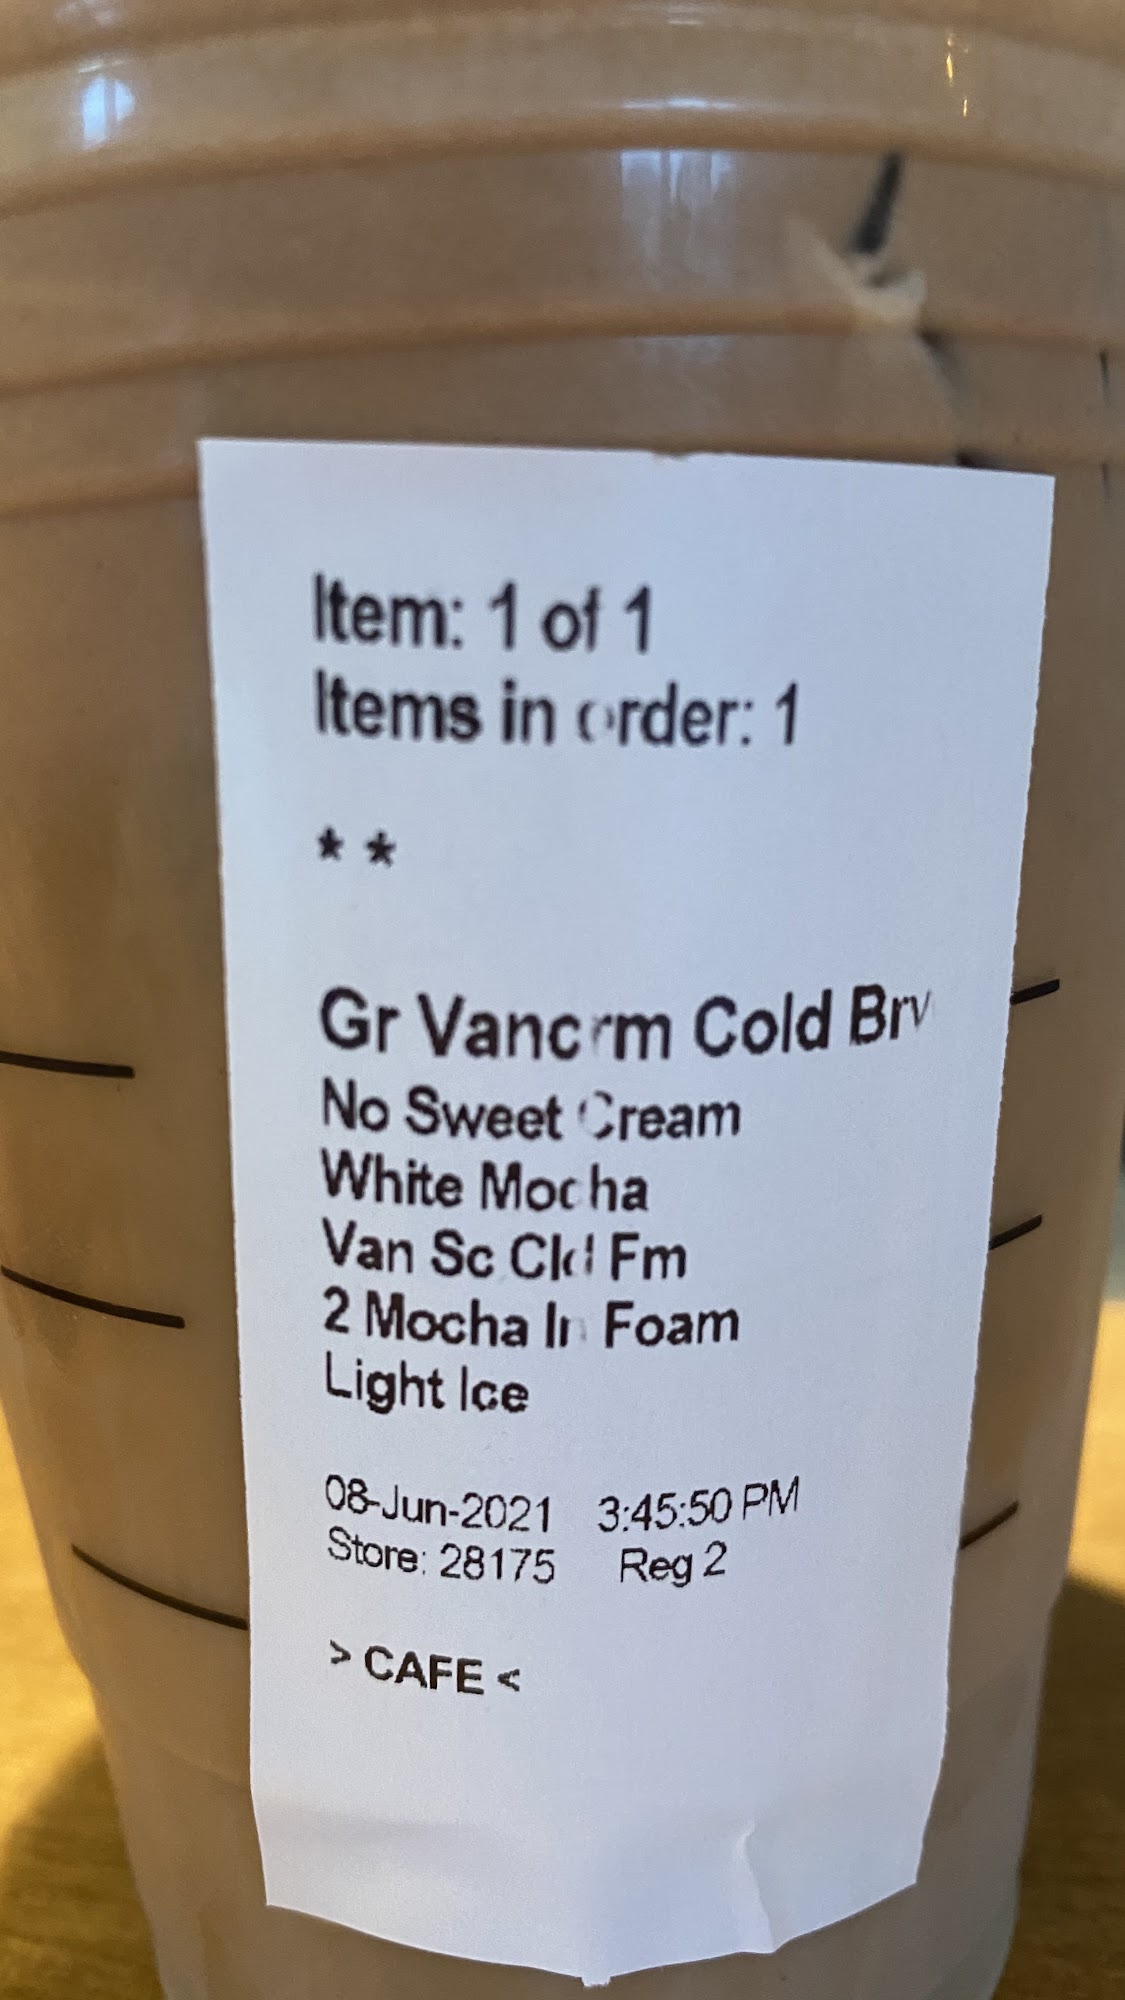 Item: 1 of 1
Items in order: 1
* *
Gr Vancrm Cold Brw
No Sweet Cream
White Mocha
Van Sc Cld Fm
2 Mocha In Foam
Light Ice
08-Jun-2021 3:45:50 PM
Store: 28175 Reg 2
> CAFE <